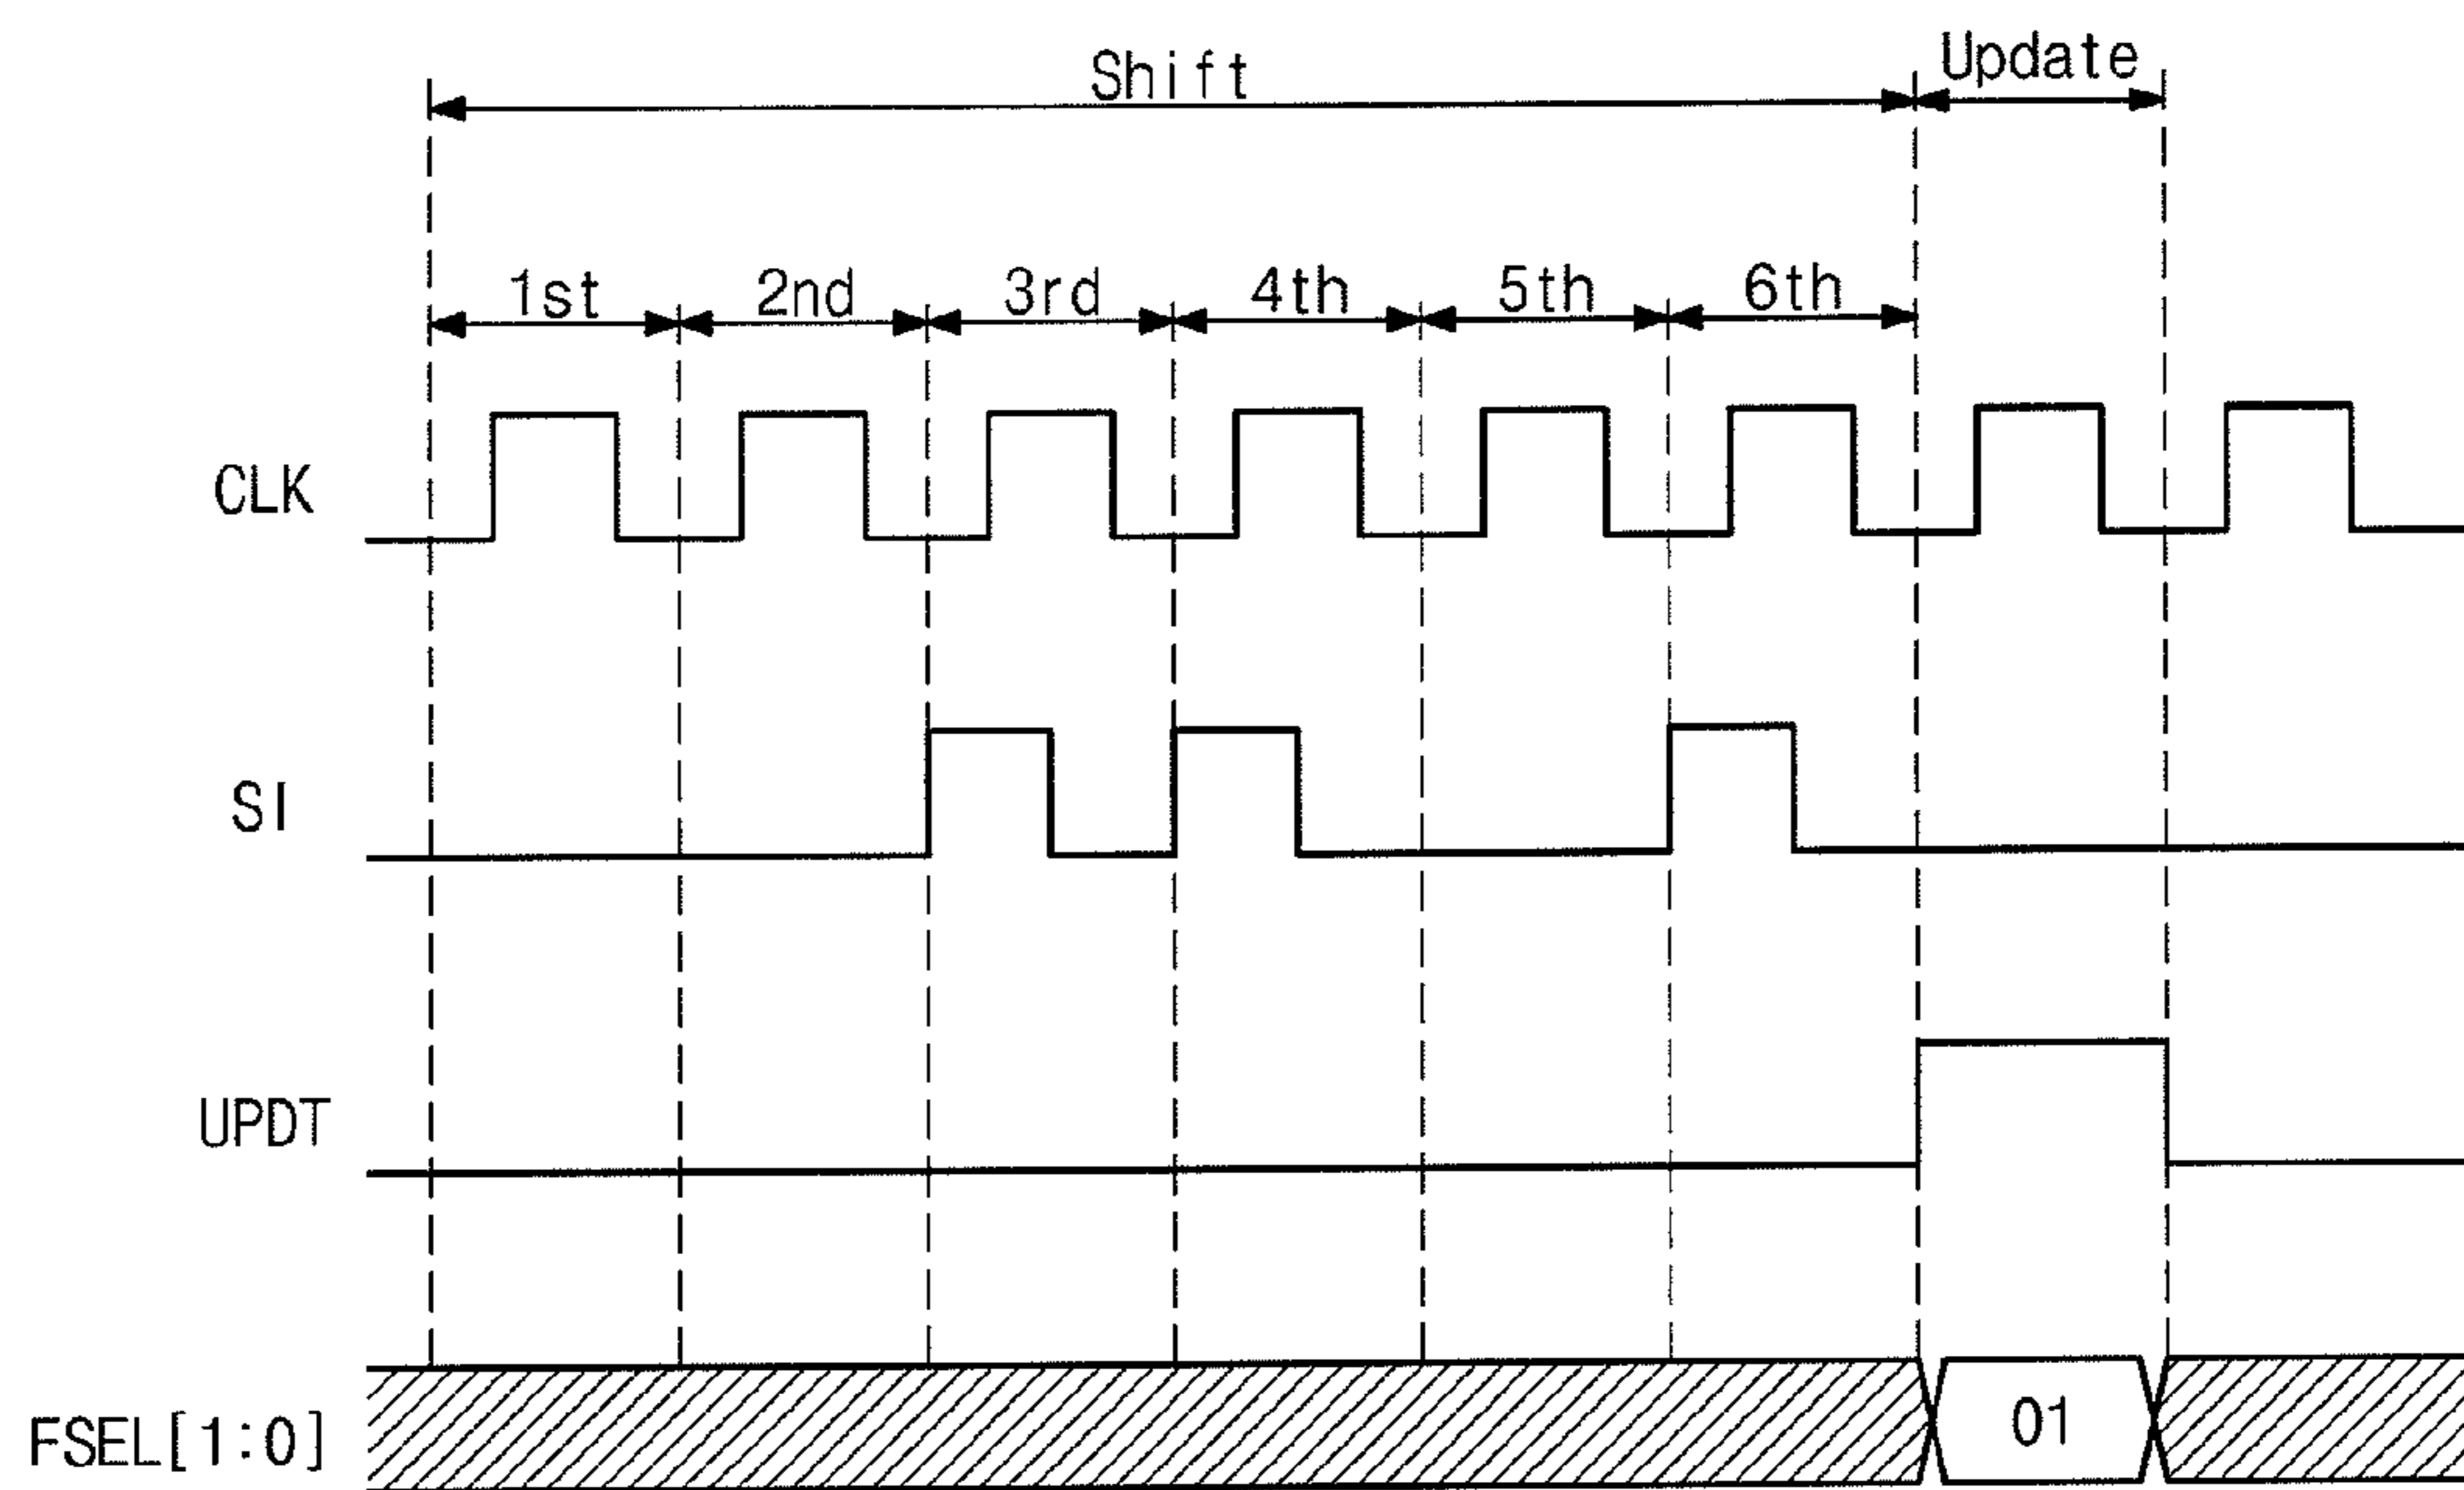 Shift Update
1st 2nd 3rd 4th 5th 6th
CLK
SI
UPDT
FSEL[1:0] 01